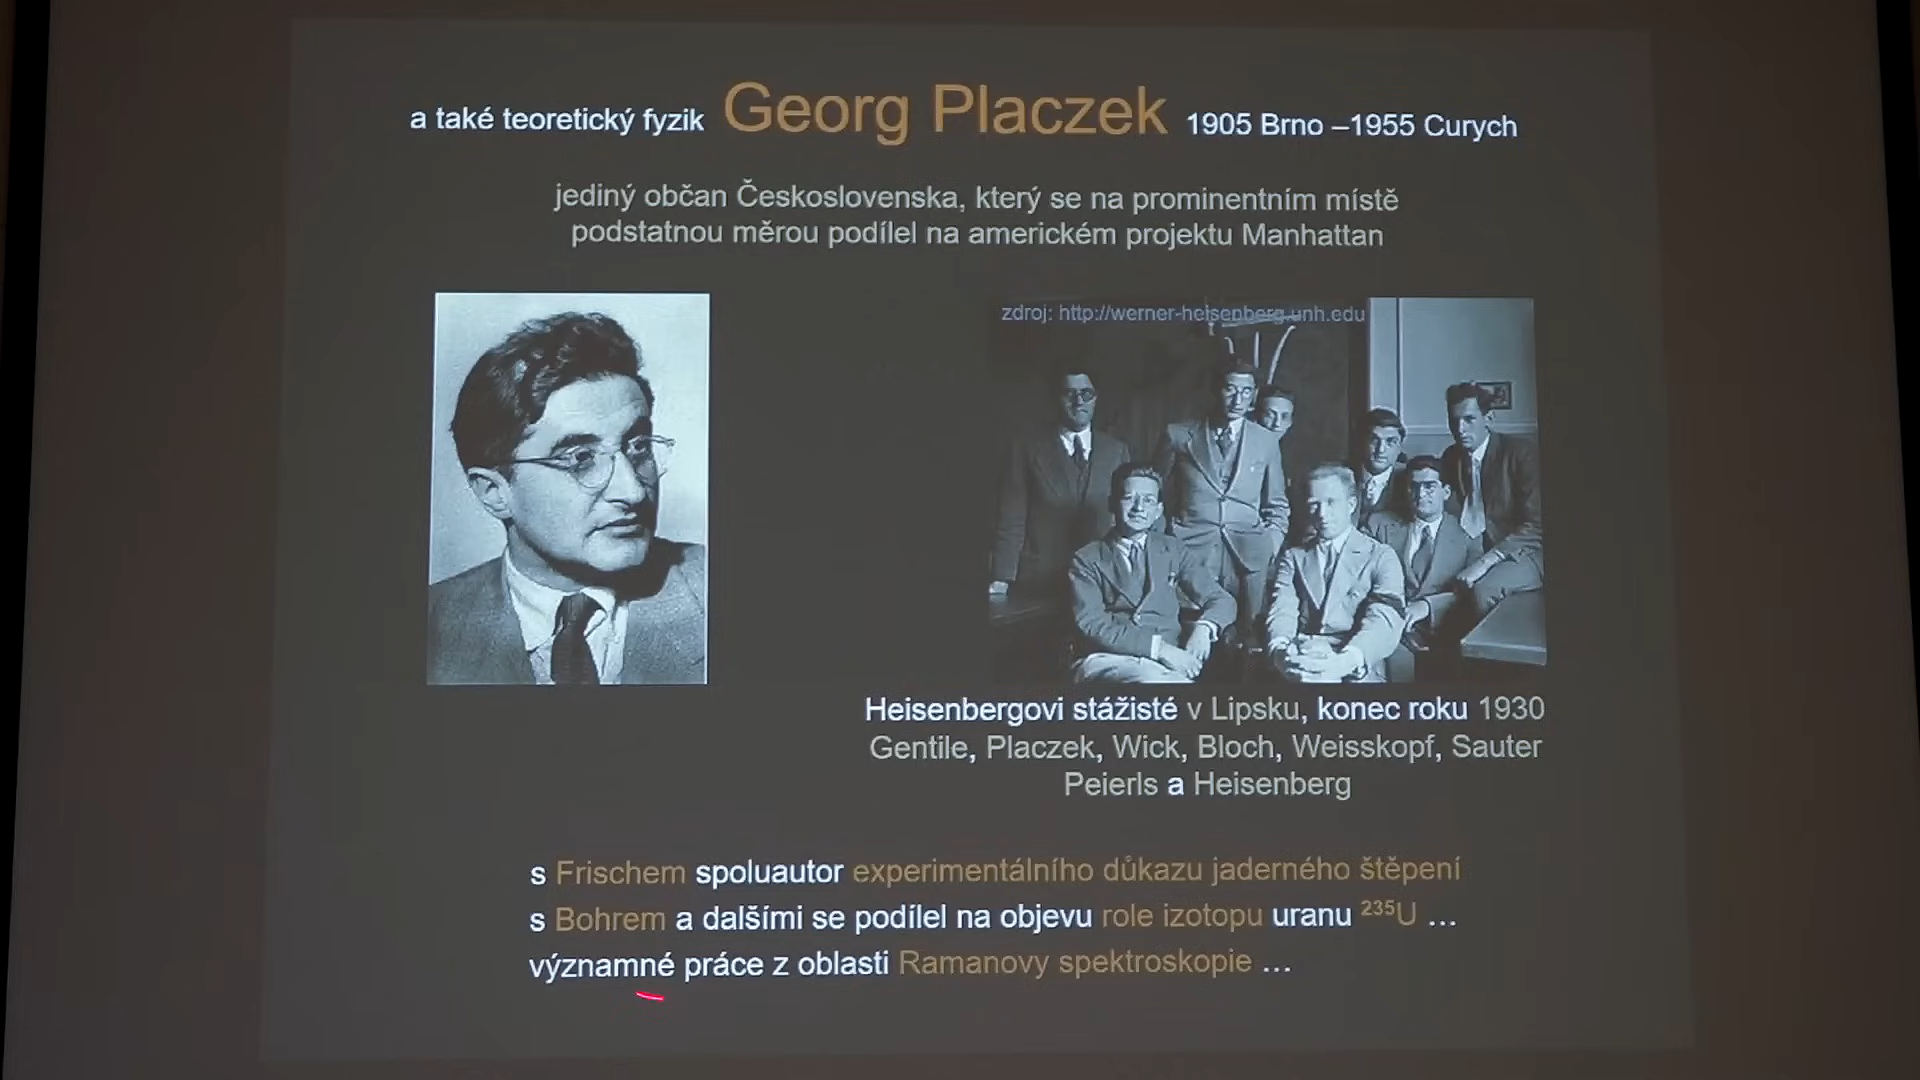 a také teoretický fyzik Georg Placzek 1905 Brno –1955 Curych
jediný občan Československa, který se na prominentním místě
podstatnou měrou podílel na americkém projektu Manhattan
zdroj: http://werner-heisenberg.unh.edu
Heisenbergovi stážisté v Lipsku, konec roku 1930
Gentile, Placzek, Wick, Bloch, Weisskopf, Sauter
Peierls a Heisenberg
s Frischem spoluautor experimentálního důkazu jaderného štěpení
s Bohrem a dalšími se podílel na objevu role izotopu uranu ²³⁵U ...
významné práce z oblasti Ramanovy spektroskopie ...